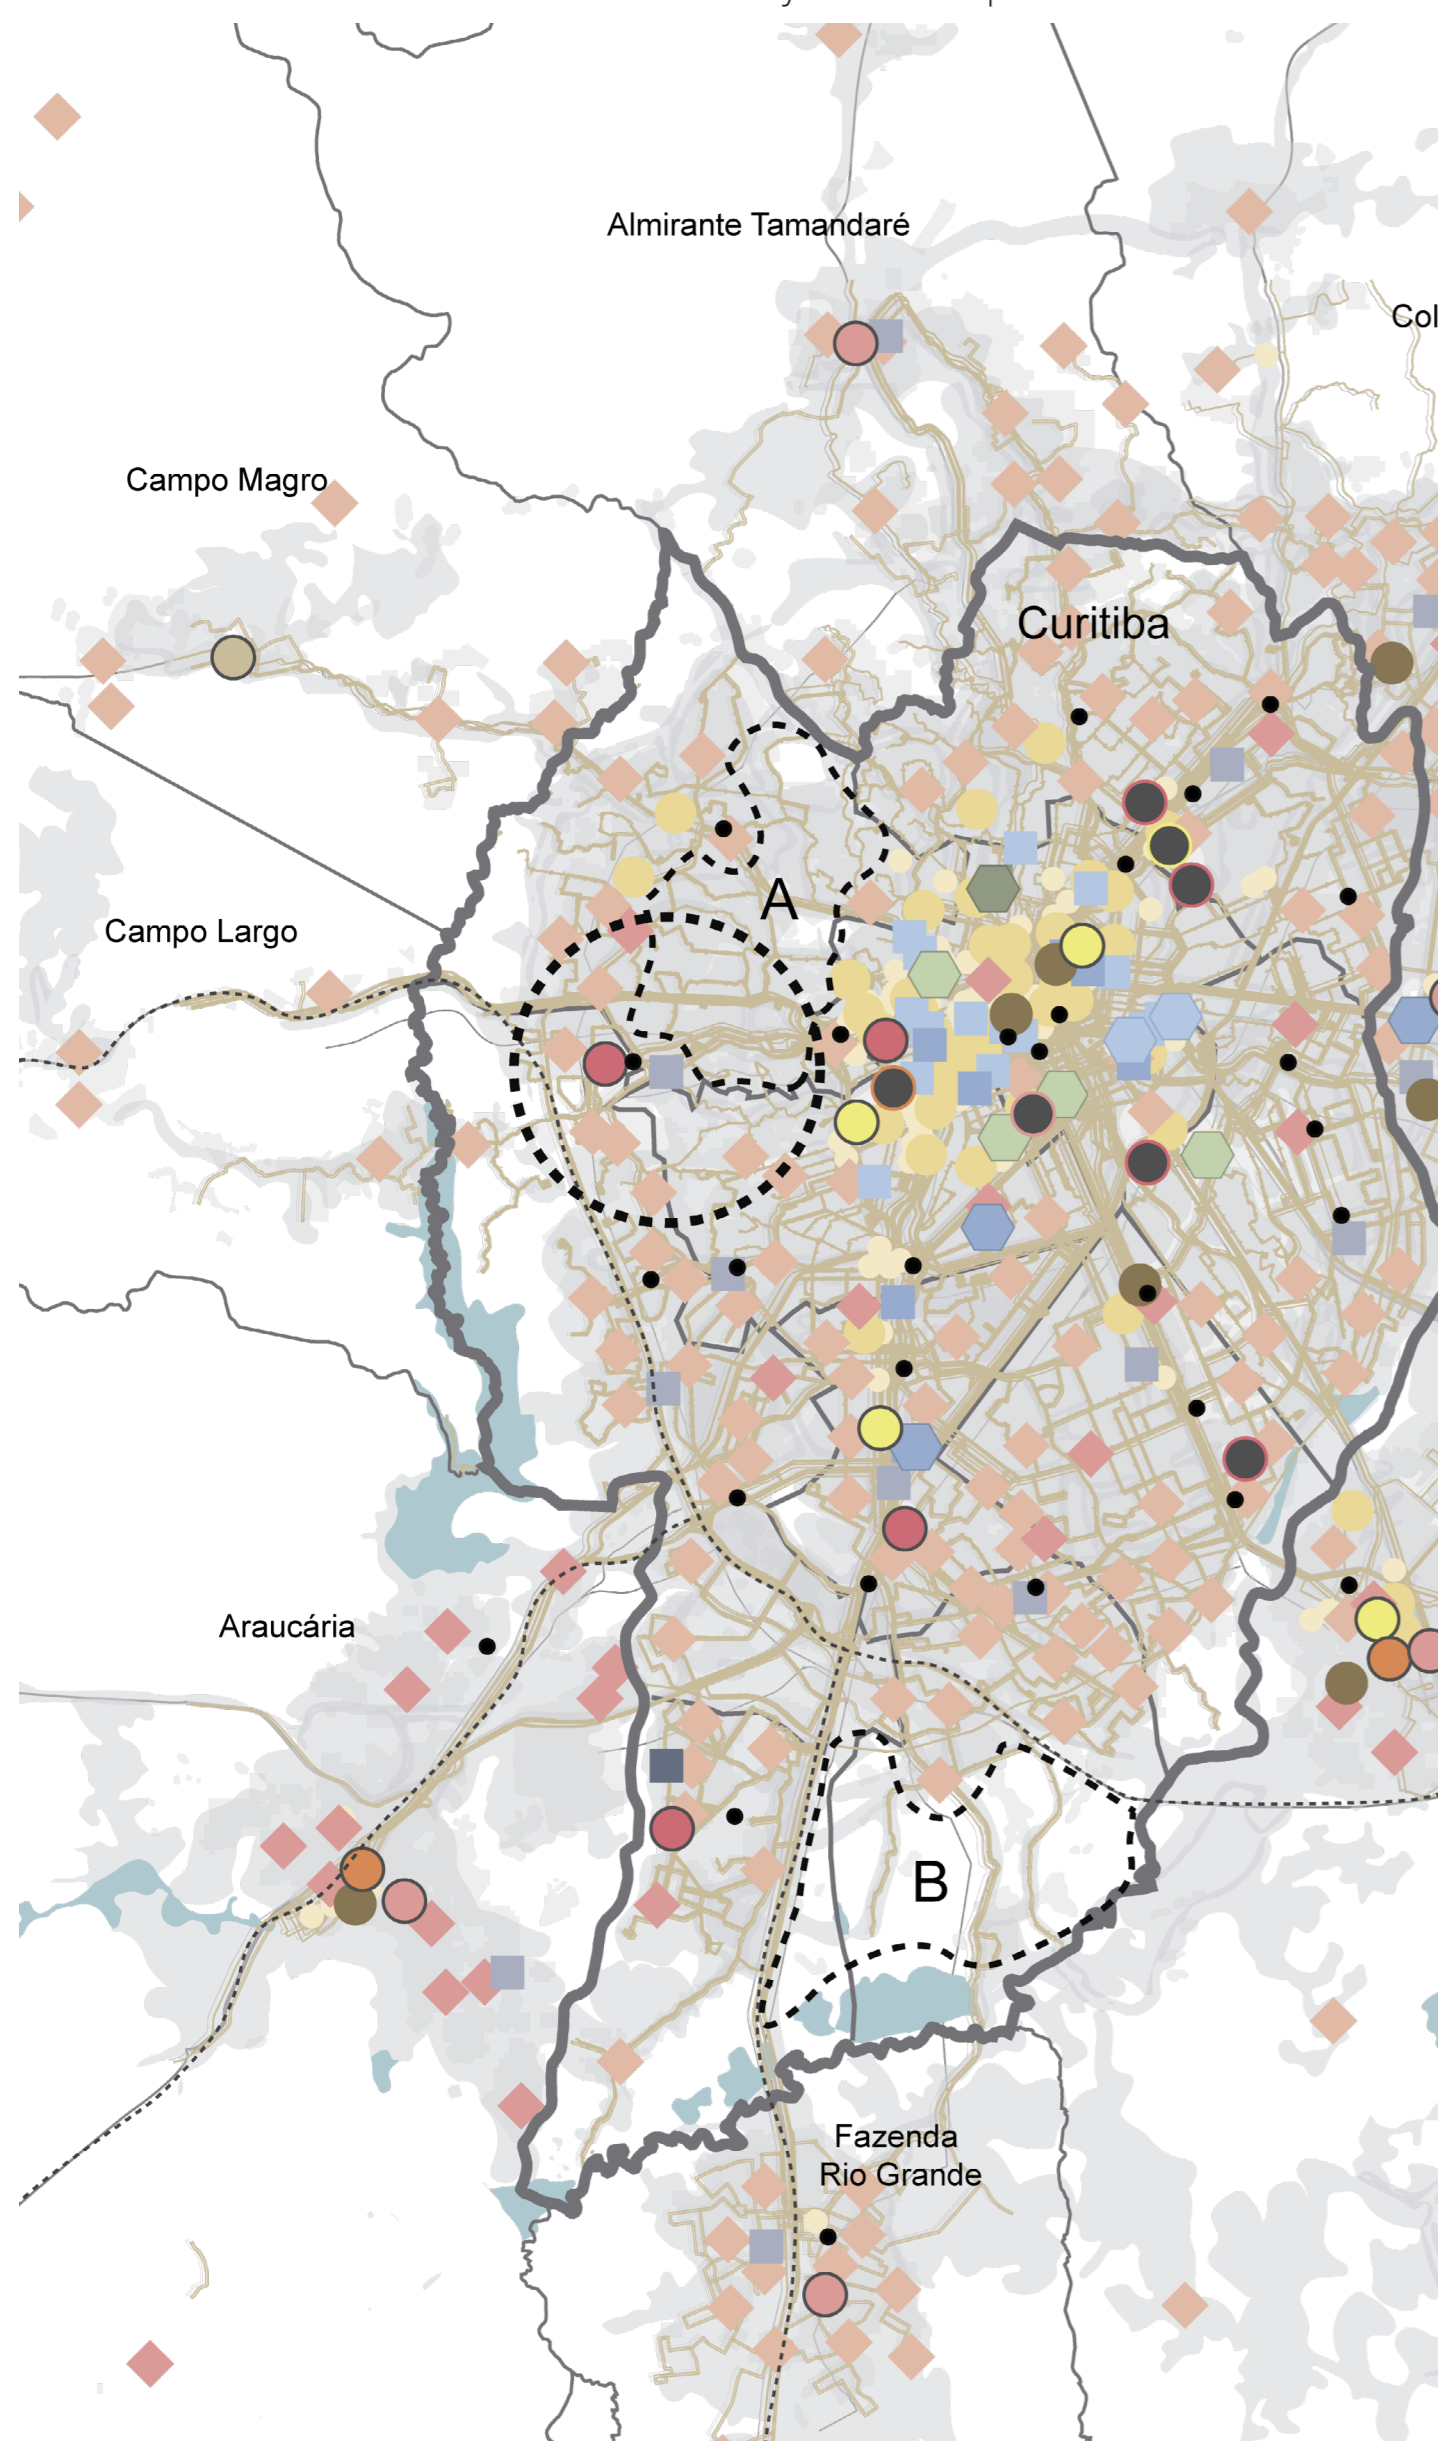 Almirante Tamandaré
Col
Campo Magro
Curitiba
A
Campo Largo
Araucária
B
Fazenda
Rio Grande